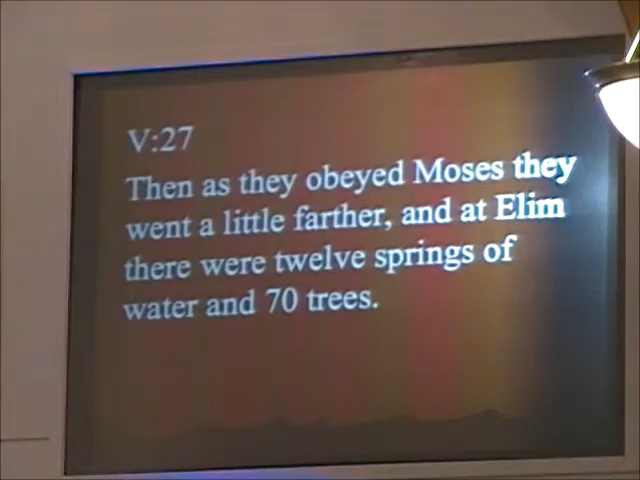 V:27
Then as they obeyed Moses they
went a little farther, and at Elim
there were twelve springs of
water and 70 trees.